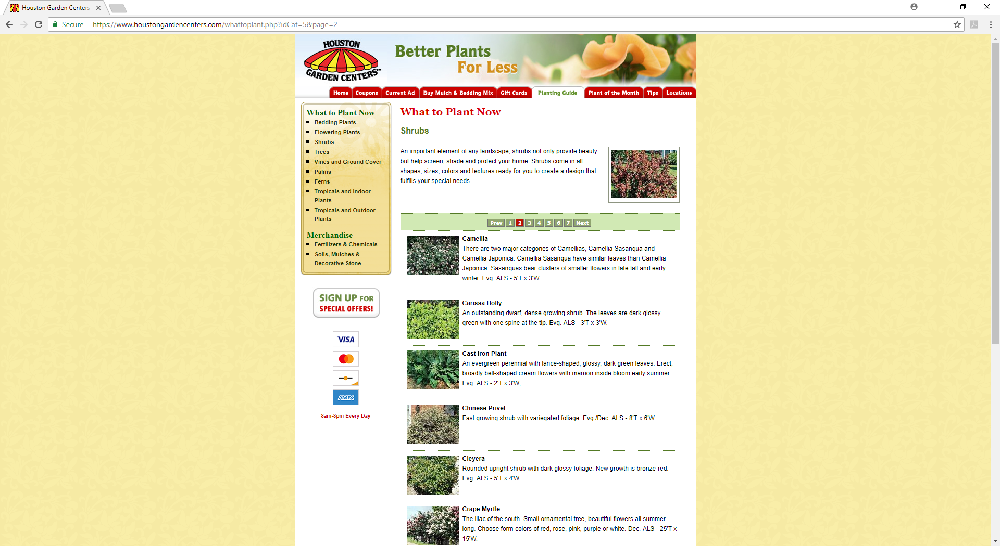 Houston Garden Centers
Secure https://www.houstongardencenters.com/whattoplant.php?idCat=5&page=2
HOUSTON
GARDEN CENTERS™
Better Plants
For Less
Home Coupons Current Ad Buy Mulch & Bedding Mix Gift Cards Planting Guide Plant of the Month Tips Locations
What to Plant Now
Bedding Plants
Flowering Plants
Shrubs
Trees
Vines and Ground Cover
Palms
Ferns
Tropicals and Indoor
Plants
Tropicals and Outdoor
Plants
Merchandise
Fertilizers & Chemicals
Soils, Mulches &
Decorative Stone
SIGN UP FOR
SPECIAL OFFERS!
VISA
AMEX
8am-8pm Every Day
What to Plant Now
Shrubs
An important element of any landscape, shrubs not only provide beauty
but help screen, shade and protect your home. Shrubs come in all
shapes, sizes, colors and textures ready for you to create a design that
fulfills your special needs.
Prev 1 2 3 4 5 6 7 Next
Camellia
There are two major categories of Camellias, Camellia Sasanqua and
Camellia Japonica. Camellia Sasanqua have similar leaves than Camellia
Japonica. Sasanquas bear clusters of smaller flowers in late fall and early
winter. Evg. ALS - 5'T x 3'W.
Carissa Holly
An outstanding dwarf, dense growing shrub. The leaves are dark glossy
green with one spine at the tip. Evg. ALS - 3'T x 3'W.
Cast Iron Plant
An evergreen perennial with lance-shaped, glossy, dark green leaves. Erect,
broadly bell-shaped cream flowers with maroon inside bloom early summer.
Evg. ALS - 2'T x 3'W,
Chinese Privet
Fast growing shrub with variegated foliage. Evg./Dec. ALS - 8'T x 6'W.
Cleyera
Rounded upright shrub with dark glossy foliage. New growth is bronze-red.
Evg. ALS - 5'T x 4'W.
Crape Myrtle
The lilac of the south. Small ornamental tree, beautiful flowers all summer
long. Choose form colors of red, rose, pink, purple or white. Dec. ALS - 25'T x
15'W.